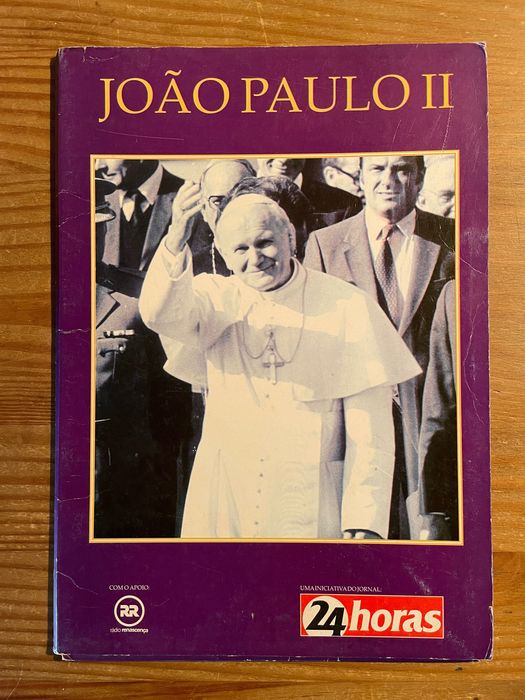 JOÃO PAULO II
COM O APOIO:
RR
rádio renascença
UMA INICIATIVA DO JORNAL:
24horas